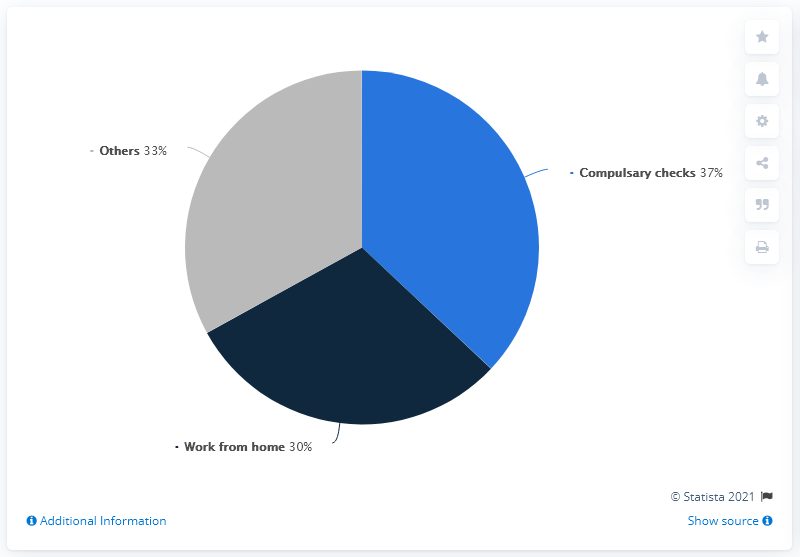 Others 33%
Compulsary checks 37%
Work from home 30%
© Statista 2021
Additional Information
Show source